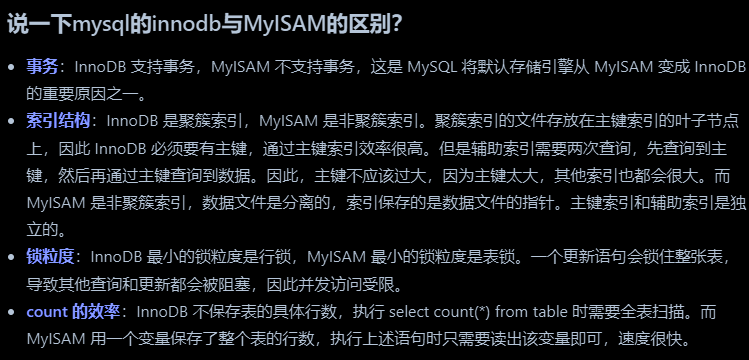 说一下mysql的innodb与MyISAM的区别？
• 事务：InnoDB 支持事务，MyISAM 不支持事务，这是 MySQL 将默认存储引擎从 MyISAM 变成 InnoDB
的重要原因之一。
• 索引结构：InnoDB 是聚簇索引，MyISAM 是非聚簇索引。聚簇索引的文件存放在主键索引的叶子节点
上，因此 InnoDB 必须要有主键，通过主键索引效率很高。但是辅助索引需要两次查询，先查询到主
键，然后再通过主键查询到数据。因此，主键不应该过大，因为主键太大，其他索引也都会很大。而
MyISAM 是非聚簇索引，数据文件是分离的，索引保存的是数据文件的指针。主键索引和辅助索引是独
立的。
• 锁粒度：InnoDB 最小的锁粒度是行锁，MyISAM 最小的锁粒度是表锁。一个更新语句会锁住整张表，
导致其他查询和更新都会被阻塞，因此并发访问受限。
• count 的效率：InnoDB 不保存表的具体行数，执行 select count(*) from table 时需要全表扫描。而
MyISAM 用一个变量保存了整个表的行数，执行上述语句时只需要读出该变量即可，速度很快。